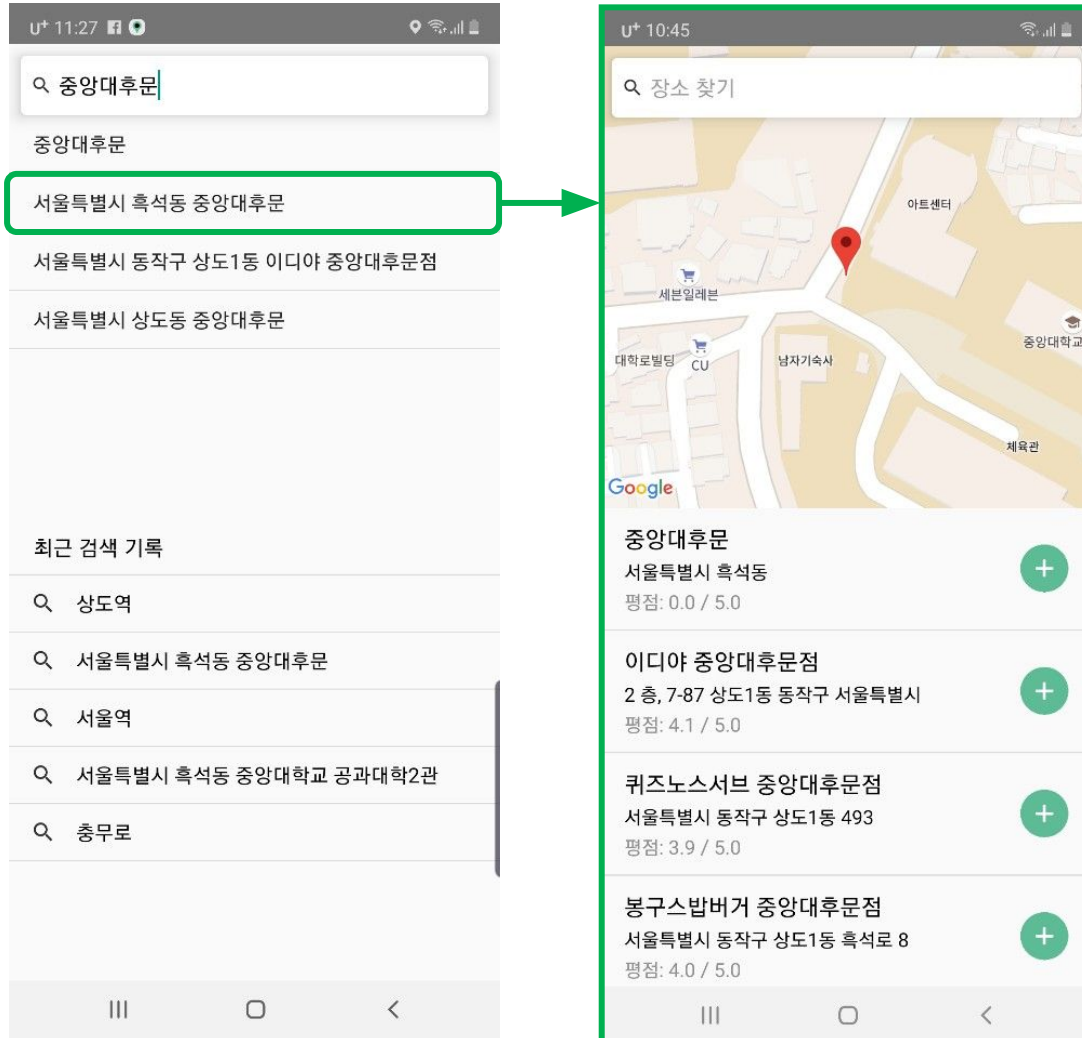 U+ 11:27
중앙대후문
중앙대후문
서울특별시 흑석동 중앙대후문
서울특별시 동작구 상도1동 이디야 중앙대후문점
서울특별시 상도동 중앙대후문
최근 검색 기록
상도역
서울특별시 흑석동 중앙대후문
서울역
서울특별시 흑석동 중앙대학교 공과대학2관
충무로
U+ 10:45
장소 찾기
아트센터
세븐일레븐
중앙대학교
대학로빌딩
CU
남자기숙사
체육관
Google
중앙대후문
서울특별시 흑석동
평점: 0.0 / 5.0
이디야 중앙대후문점
2 층, 7-87 상도1동 동작구 서울특별시
평점: 4.1 / 5.0
퀴즈노스서브 중앙대후문점
서울특별시 동작구 상도1동 493
평점: 3.9 / 5.0
봉구스밥버거 중앙대후문점
서울특별시 동작구 상도1동 흑석로 8
평점: 4.0 / 5.0